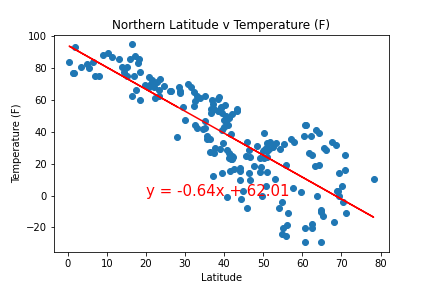 Northern Latitude v Temperature (F)
100
80
60
40
20
0
−20
Temperature (F)
y = -0.64x + 62.01
0 10 20 30 40 50 60 70 80
Latitude